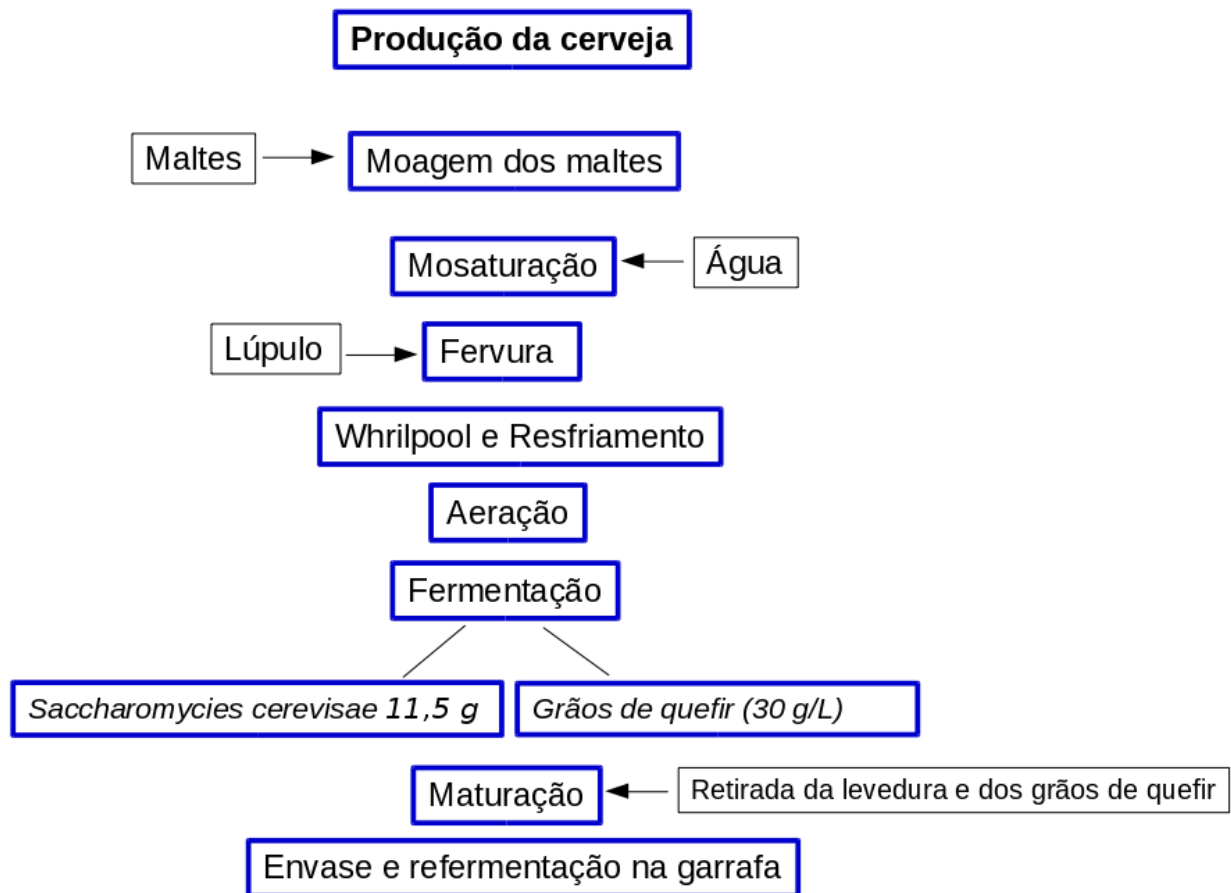 Produção da cerveja
Maltes
Moagem dos maltes
Mosaturação
Água
Lúpulo
Fervura
Whrilpool e Resfriamento
Aeração
Fermentação
Saccharomycies cerevisae 11,5 g
Grãos de quefir (30 g/L)
Maturação
Retirada da levedura e dos grãos de quefir
Envase e refermentação na garrafa